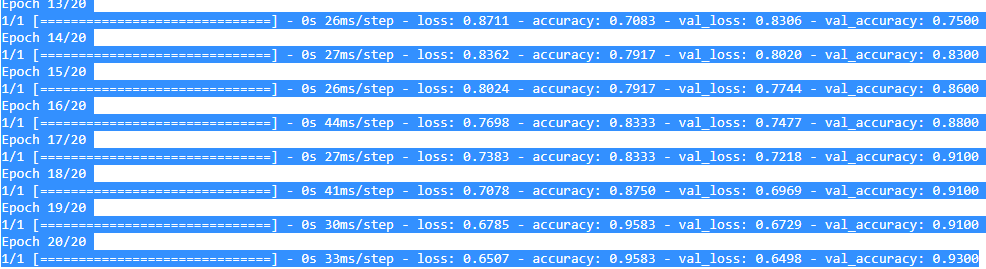 Epoch 13/20
1/1 [==============================] - 0s 26ms/step - loss: 0.8711 - accuracy: 0.7083 - val_loss: 0.8306 - val_accuracy: 0.7500
Epoch 14/20
1/1 [==============================] - 0s 27ms/step - loss: 0.8362 - accuracy: 0.7917 - val_loss: 0.8020 - val_accuracy: 0.8300
Epoch 15/20
1/1 [==============================] - 0s 26ms/step - loss: 0.8024 - accuracy: 0.7917 - val_loss: 0.7744 - val_accuracy: 0.8600
Epoch 16/20
1/1 [==============================] - 0s 44ms/step - loss: 0.7698 - accuracy: 0.8333 - val_loss: 0.7477 - val_accuracy: 0.8800
Epoch 17/20
1/1 [==============================] - 0s 27ms/step - loss: 0.7383 - accuracy: 0.8333 - val_loss: 0.7218 - val_accuracy: 0.9100
Epoch 18/20
1/1 [==============================] - 0s 41ms/step - loss: 0.7078 - accuracy: 0.8750 - val_loss: 0.6969 - val_accuracy: 0.9100
Epoch 19/20
1/1 [==============================] - 0s 30ms/step - loss: 0.6785 - accuracy: 0.9583 - val_loss: 0.6729 - val_accuracy: 0.9100
Epoch 20/20
1/1 [==============================] - 0s 33ms/step - loss: 0.6507 - accuracy: 0.9583 - val_loss: 0.6498 - val_accuracy: 0.9300